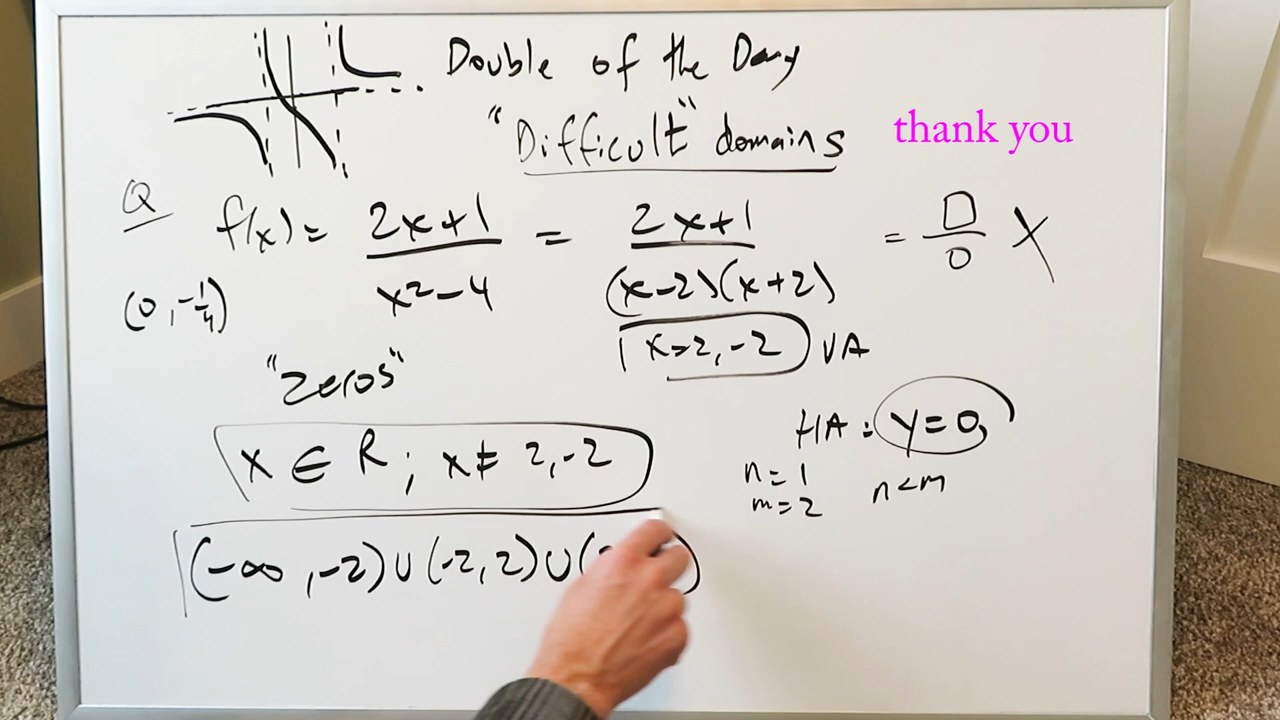 Double of the Day
"Difficult" domains
thank you
Q
f(x) = 2x+1 / x²-4 = 2x+1 / (x-2)(x+2) = □/0 X
(0, -1/4)
x=2, -2 VA
"zeros"
HA: y=0
x ∈ R; x ≠ 2, -2
n=1
m=2
n<m
(-∞, -2) ∪ (-2, 2) ∪ (